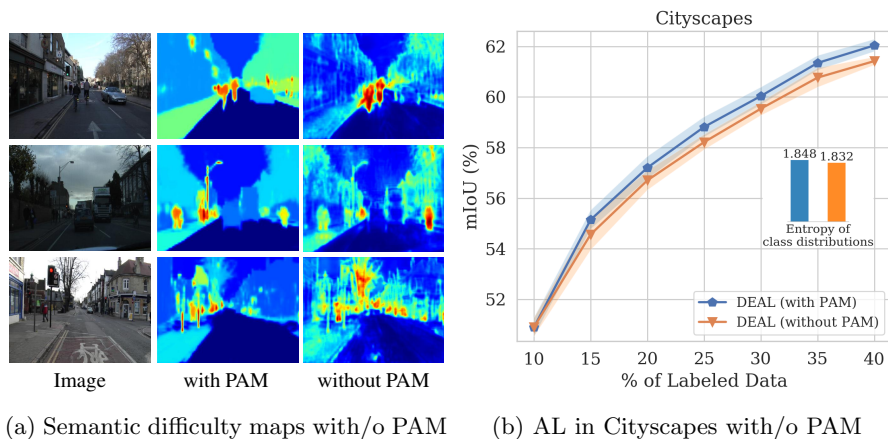 Image
with PAM
without PAM
(a) Semantic difficulty maps with/o PAM
Cityscapes
mIoU (%)
62
60
58
56
54
52
1.848
1.832
Entropy of
class distributions
DEAL (with PAM)
DEAL (without PAM)
10
15
20
25
30
35
40
% of Labeled Data
(b) AL in Cityscapes with/o PAM